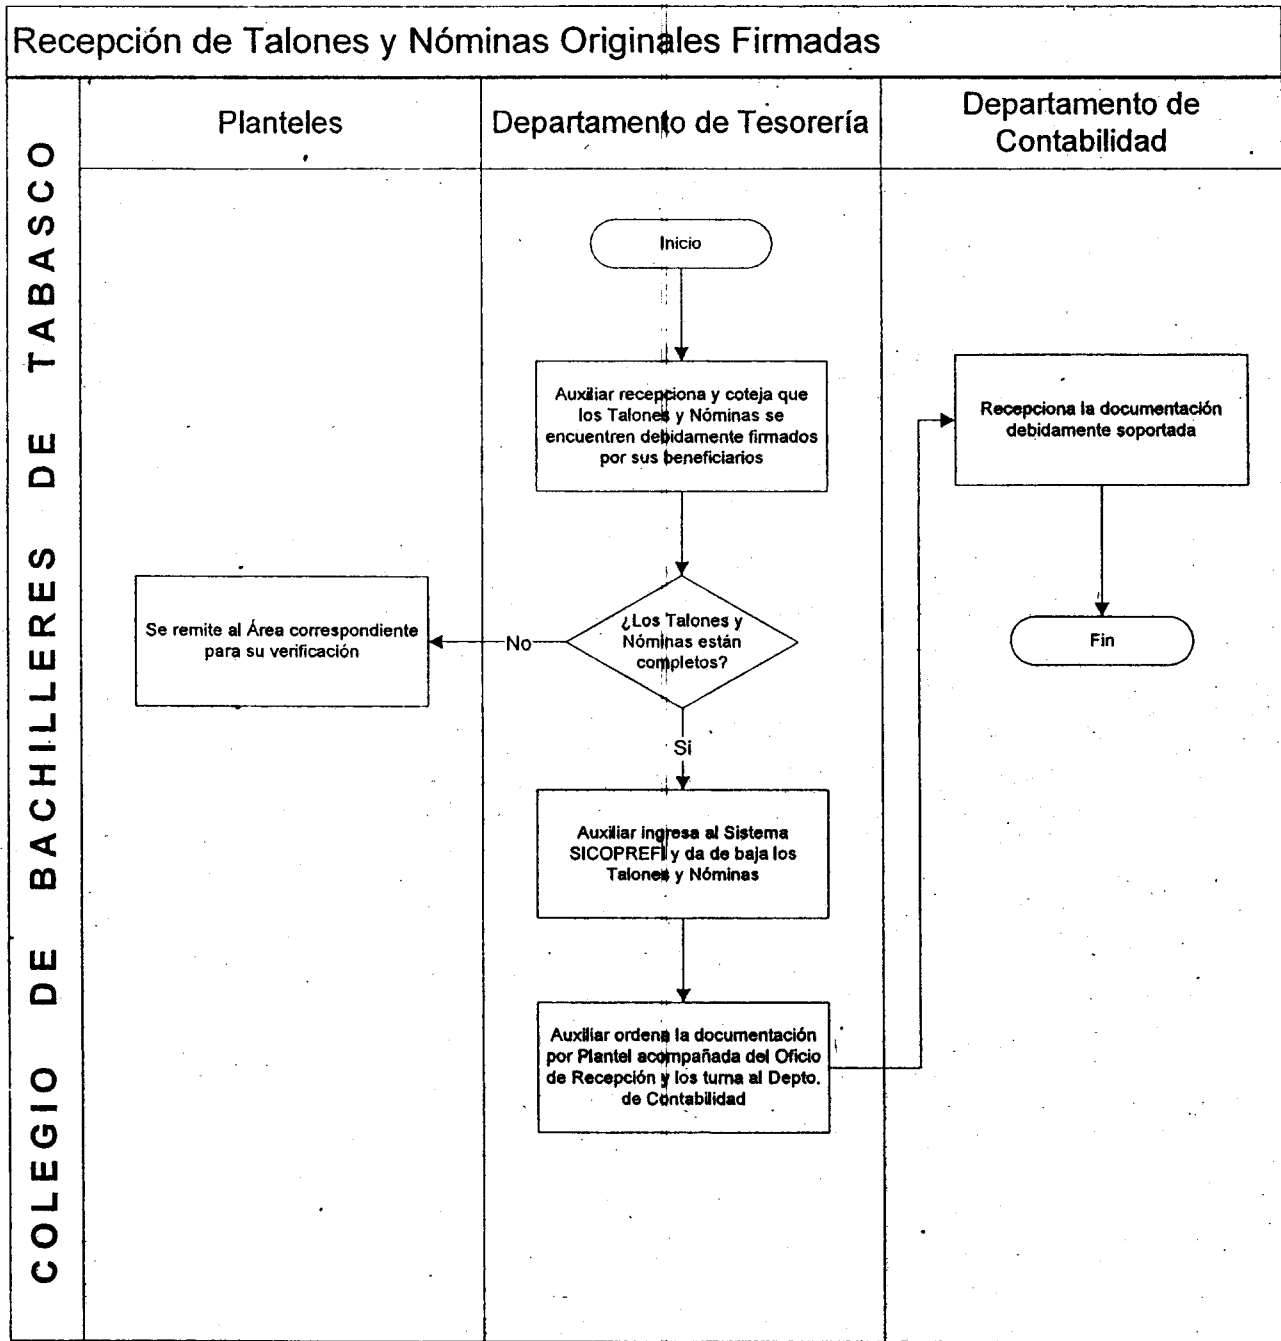 Recepción de Talones y Nóminas Originales Firmadas
COLEGIO DE BACHILLERES DE TABASCO
Planteles
Departamento de Tesorería
Departamento de
Contabilidad
Inicio
Auxiliar recepciona y coteja que
los Talones y Nóminas se
encuentren debidamente firmados
por sus beneficiarios
¿Los Talones y
Nóminas están
completos?
No
Se remite al Área correspondiente
para su verificación
Si
Auxiliar ingresa al Sistema
SICOPREFI y da de baja los
Talones y Nóminas
Auxiliar ordena la documentación
por Plantel acompañada del Oficio
de Recepción y los turna al Depto.
de Contabilidad
Recepciona la documentación
debidamente soportada
Fin